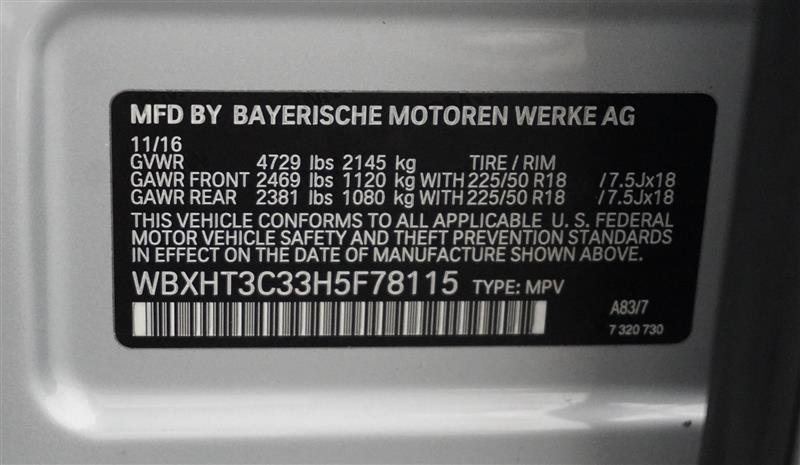 MFD BY BAYERISCHE MOTOREN WERKE AG
11/16
GVWR 4729 lbs 2145 kg TIRE / RIM
GAWR FRONT 2469 lbs 1120 kg WITH 225/50 R18 / 7.5Jx18
GAWR REAR 2381 lbs 1080 kg WITH 225/50 R18 / 7.5Jx18
THIS VEHICLE CONFORMS TO ALL APPLICABLE U. S. FEDERAL
MOTOR VEHICLE SAFETY AND THEFT PREVENTION STANDARDS
IN EFFECT ON THE DATE OF MANUFACTURE SHOWN ABOVE.
WBXHT3C33H5F78115 TYPE: MPV
A83/7
7 320 730